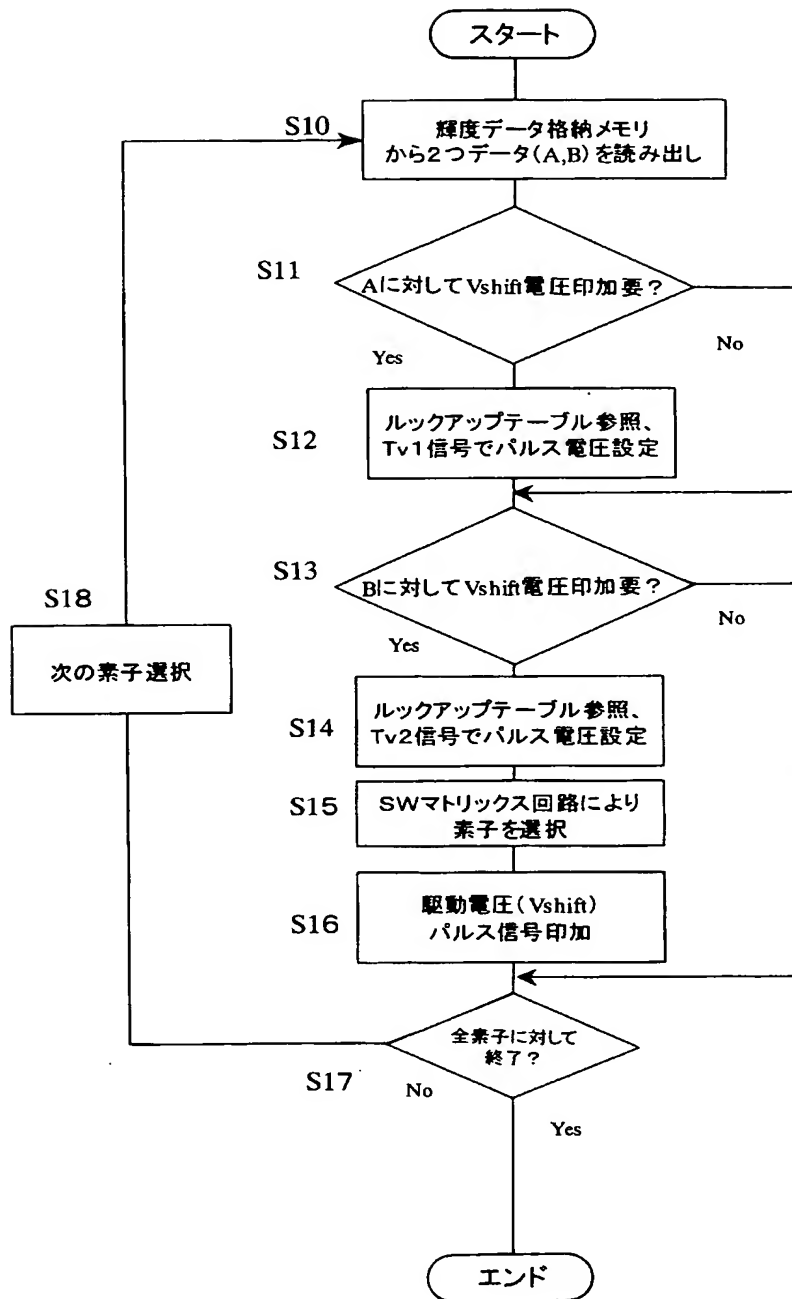 スタート
S10
輝度データ格納メモリ
から2つデータ(A,B)を読み出し
S11
Aに対してVshift電圧印加要?
Yes
No
S12
ルックアップテーブル参照、
Tv1信号でパルス電圧設定
S13
Bに対してVshift電圧印加要?
Yes
No
S18
次の素子選択
S14
ルックアップテーブル参照、
Tv2信号でパルス電圧設定
S15
SWマトリックス回路により
素子を選択
S16
駆動電圧(Vshift)
パルス信号印加
S17
全素子に対して
終了?
No
Yes
エンド